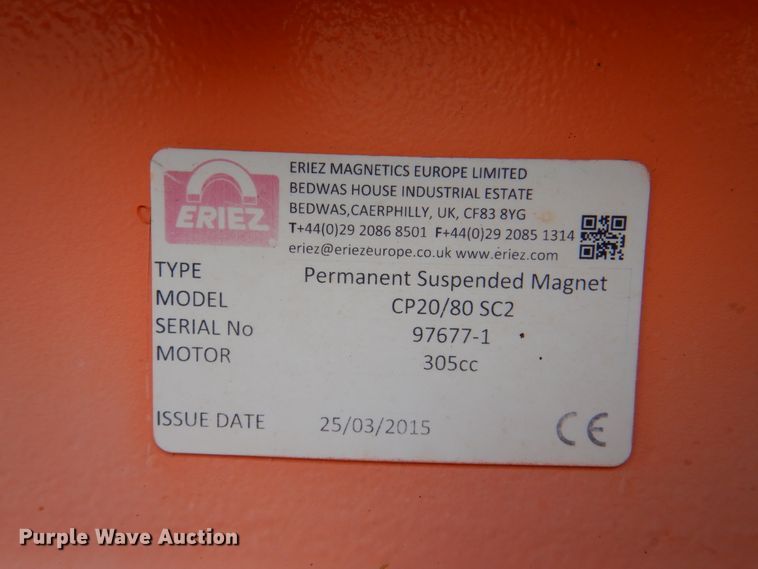 ERIEZ
ERIEZ MAGNETICS EUROPE LIMITED
BEDWAS HOUSE INDUSTRIAL ESTATE
BEDWAS,CAERPHILLY, UK, CF83 8YG
T+44(0)29 2086 8501 F+44(0)29 2085 1314
eriez@eriezeurope.co.uk www.eriez.com
TYPE Permanent Suspended Magnet
MODEL CP20/80 SC2
SERIAL No 97677-1
MOTOR 305cc
ISSUE DATE 25/03/2015 CE
Purple Wave Auction